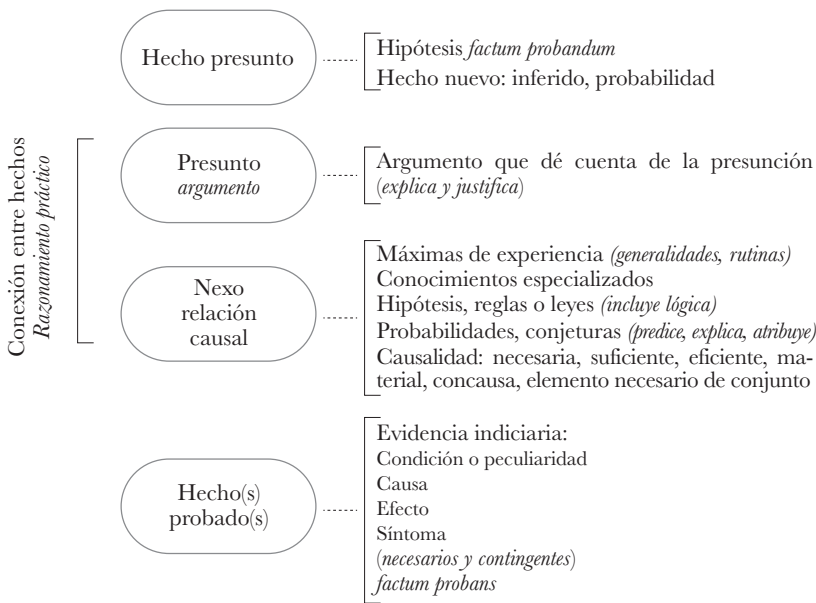 Hecho presunto
Hipótesis factum probandum
Hecho nuevo: inferido, probabilidad
Conexión entre hechos
Razonamiento práctico
Presunto
argumento
Argumento que dé cuenta de la presunción
(explica y justifica)
Nexo
relación
causal
Máximas de experiencia (generalidades, rutinas)
Conocimientos especializados
Hipótesis, reglas o leyes (incluye lógica)
Probabilidades, conjeturas (predice, explica, atribuye)
Causalidad: necesaria, suficiente, eficiente, ma-
terial, concausa, elemento necesario de conjunto
Hecho(s)
probado(s)
Evidencia indiciaria:
Condición o peculiaridad
Causa
Efecto
Síntoma
(necesarios y contingentes)
factum probans